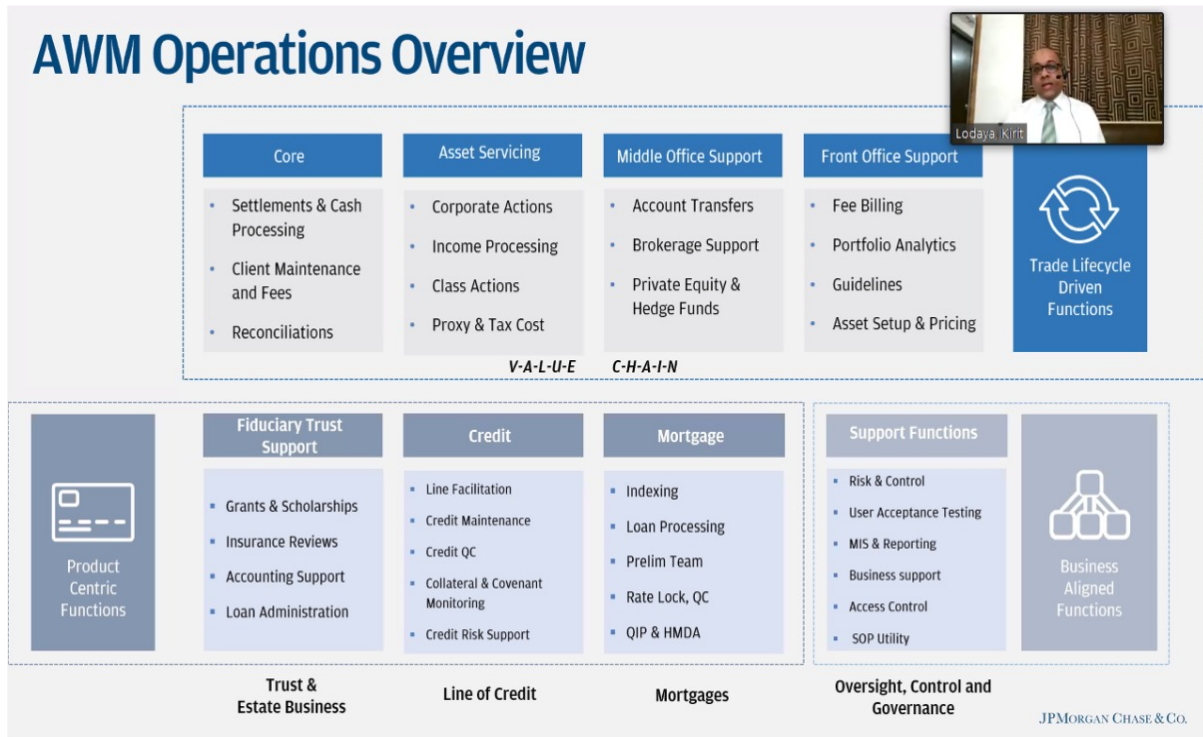 AWM Operations Overview
Lodaya, Kirit
Core
Settlements & Cash
Processing
Client Maintenance
and Fees
Reconciliations
Asset Servicing
Corporate Actions
Income Processing
Class Actions
Proxy & Tax Cost
Middle Office Support
Account Transfers
Brokerage Support
Private Equity &
Hedge Funds
Front Office Support
Fee Billing
Portfolio Analytics
Guidelines
Asset Setup & Pricing
Trade Lifecycle
Driven
Functions
V-A-L-U-E C-H-A-I-N
Product
Centric
Functions
Fiduciary Trust
Support
Grants & Scholarships
Insurance Reviews
Accounting Support
Loan Administration
Trust &
Estate Business
Credit
Line Facilitation
Credit Maintenance
Credit QC
Collateral & Covenant
Monitoring
Credit Risk Support
Line of Credit
Mortgage
Indexing
Loan Processing
Prelim Team
Rate Lock, QC
QIP & HMDA
Mortgages
Support Functions
Risk & Control
User Acceptance Testing
MIS & Reporting
Business support
Access Control
SOP Utility
Oversight, Control and
Governance
Business
Aligned
Functions
JPMORGAN CHASE & CO.